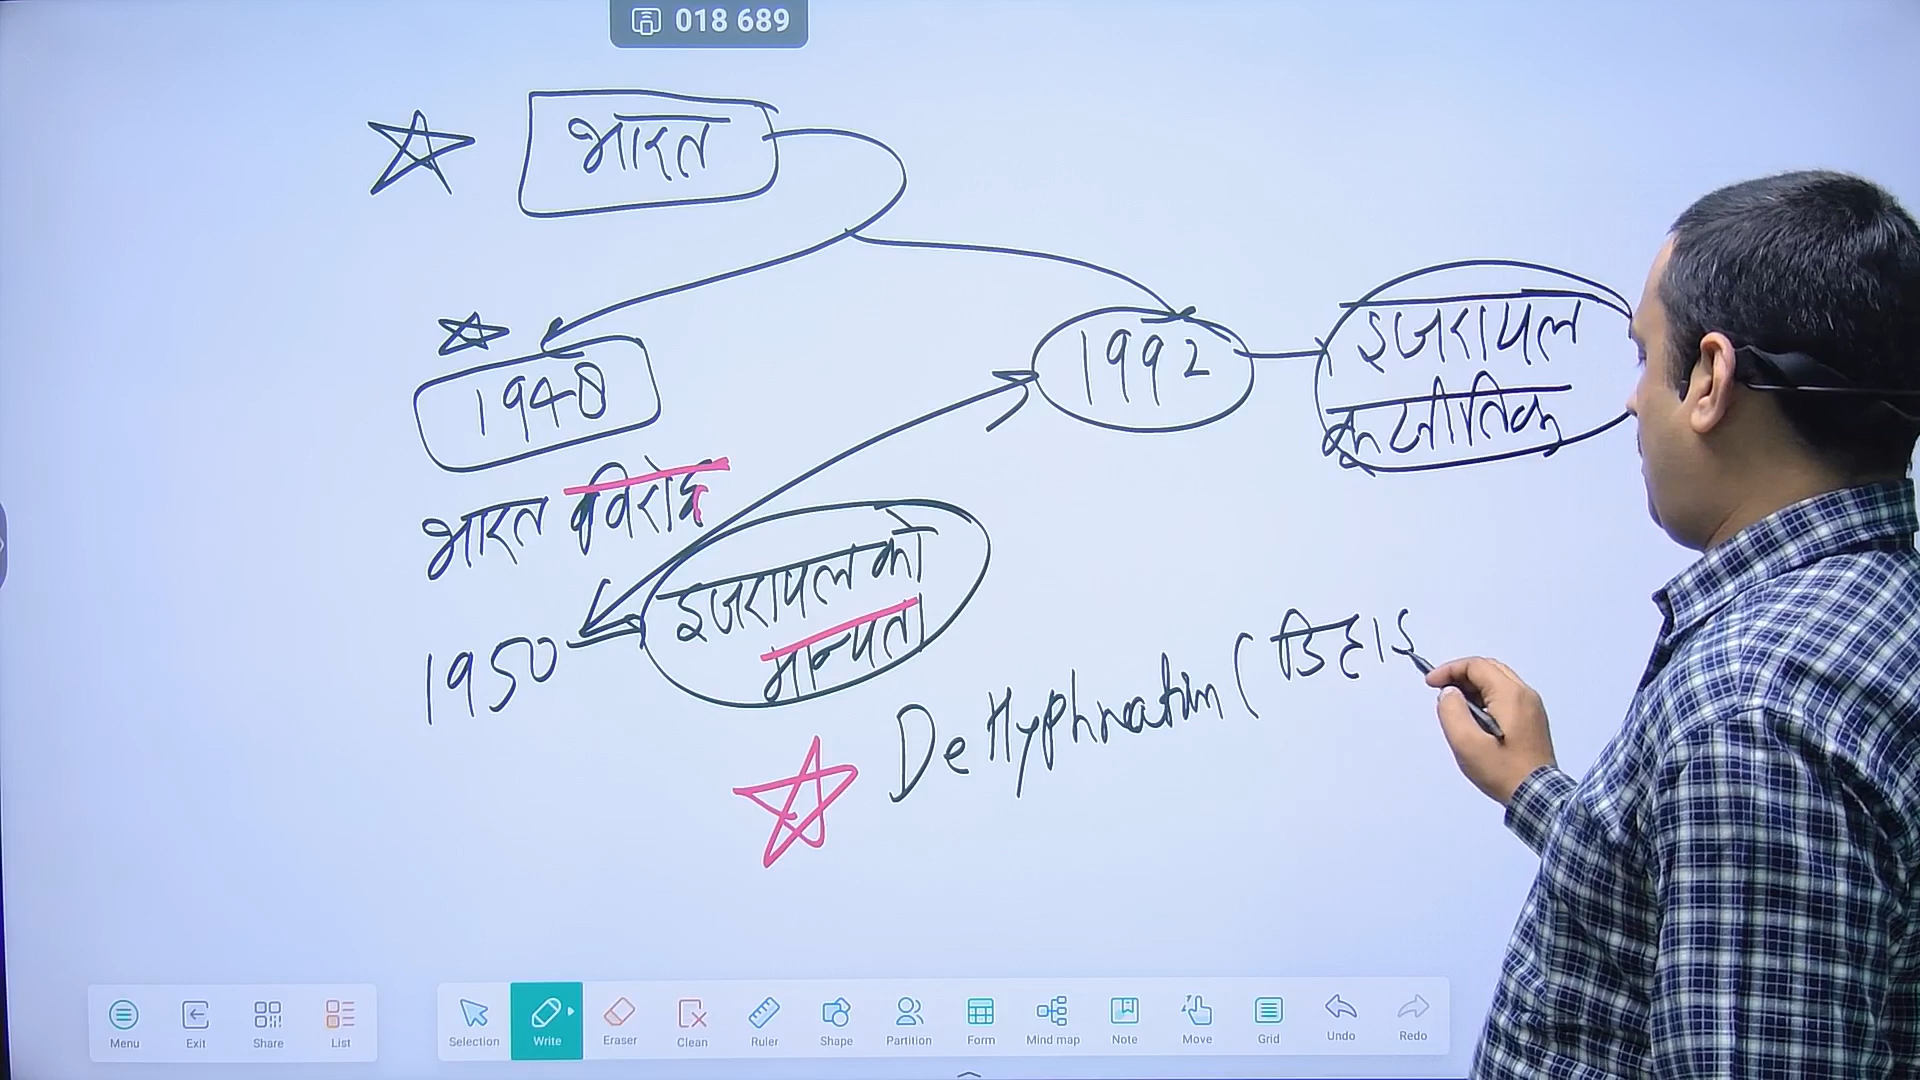 018 689
भारत
1948
1992
इजरायल
कूटनीतिक
भारत विरोध
इजरायल को
मान्यता
1950
De Hyphnation ( डिहाइ
Menu
Exit
Share
List
Selection
Write
Eraser
Clean
Ruler
Shape
Partition
Form
Mind map
Note
Move
Grid
Undo
Redo